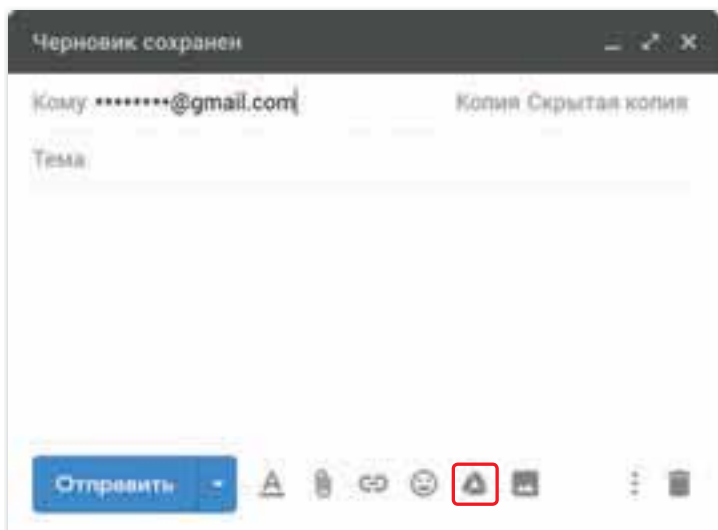 Черновик сохранен
Кому ••••••••@gmail.com Копия Скрытая копия
Тема
Отправить